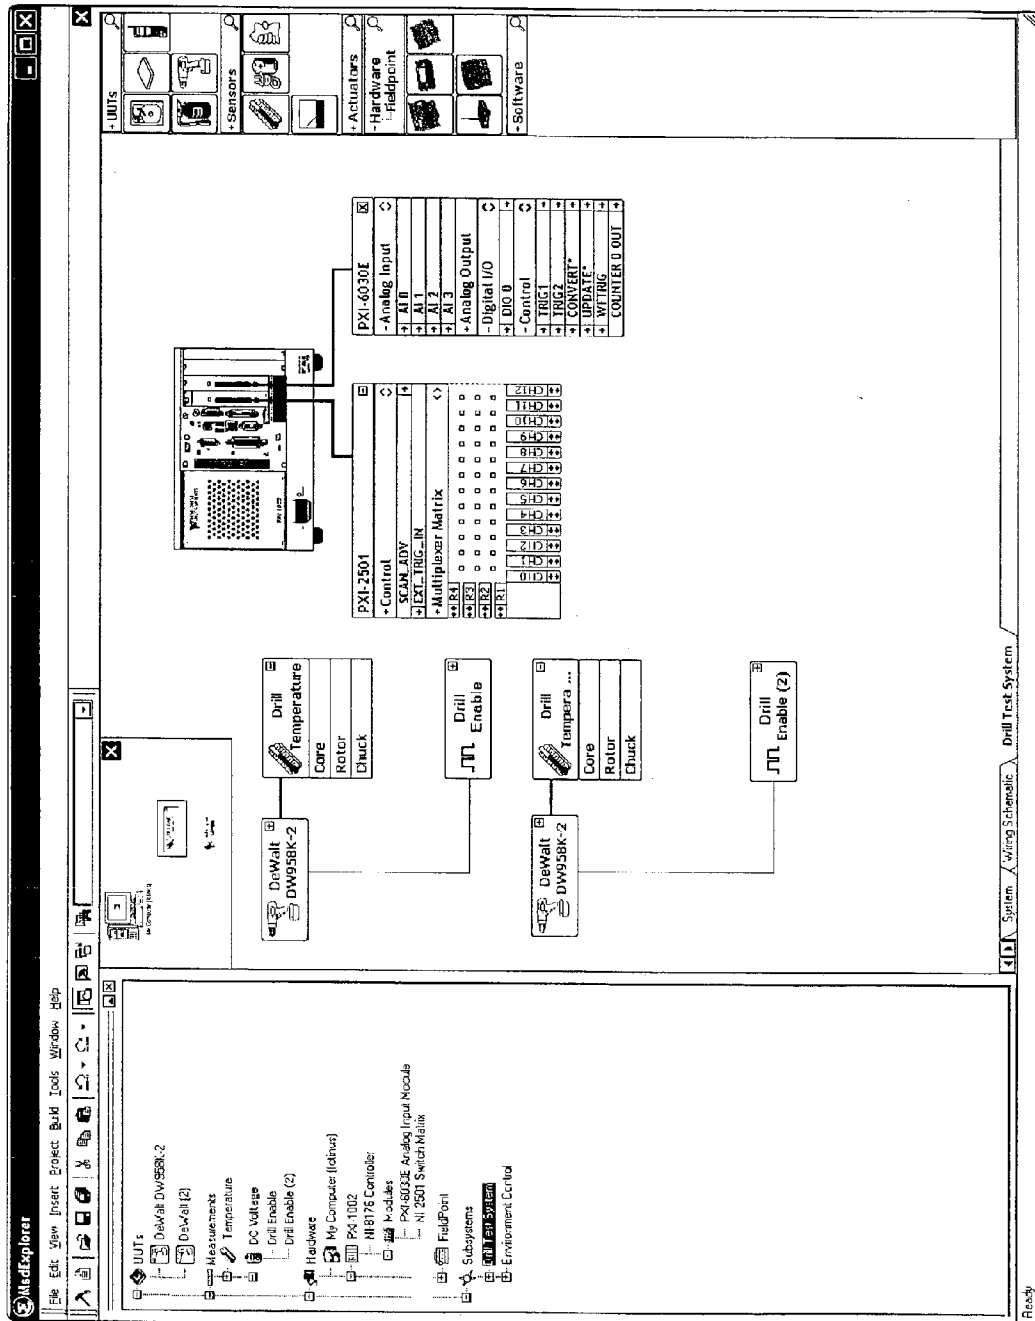 MsdExplorer
File Edit View Insert Project Build Tools Window Help
UUTs
DeWalt DW958K-2
DeWalt (2)
Measurements
Temperature
DC Voltage
Drill Enable
Drill Enable (2)
Hardware
My Computer (Ictinus)
PXI-1002
NI-8176 Controller
Modules
PXI-6030E Analog Input Module
NI 2501 Switch Matrix
FieldPoint
Subsystems
Drill Test System
Environment Control
DeWalt
DW958K-2
Drill
Temperature
Core
Rotor
Chuck
Drill
Enable
DeWalt
DW958K-2
Drill
Tempera ...
Core
Rotor
Chuck
Drill
Enable (2)
PXI-2501
+Control
SCAN_ADV
+EXT_TRIG_IN
+Multiplexer Matrix
R4
R3
R2
R1
CH0 CH1 CH2 CH3 CH4 CH5 CH6 CH7 CH8 CH9 CH10 CH11 CH12
PXI-6030E
-Analog Input
+AI 0
+AI 1
+AI 2
+AI 3
+Analog Output
-Digital I/O
+DIO 0
-Control
+TRIG1
+TRIG2
+CONVERT*
+UPDATE*
+WFTRIG
COUNTER 0 OUT
+UUTs
+Sensors
+Actuators
-Hardware
Fieldpoint
+Software
System Wiring Schematic Drill Test System
Ready